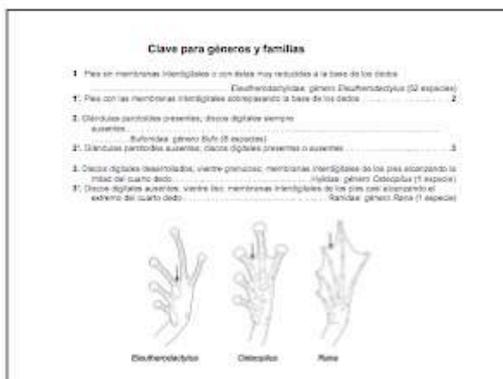 Clave para géneros y familias
1. Pies sin membranas interdigitales o con éstas muy reducidas a la base de los dedos
Eleutherodactylidae: género Eleutherodactylus (52 especies)
1'. Pies con las membranas interdigitales sobrepasando la base de los dedos 2
2. Glándulas parotoides presentes; discos digitales siempre
ausentes
Bufonidae: género Bufo (8 especies)
2'. Glándulas parotoides ausentes; discos digitales presentes o ausentes 3
3. Discos digitales desarrollados; vientre granuloso; membranas interdigitales de los pies alcanzando la
mitad del cuarto dedo Hylidae: género Osteopilus (1 especie)
3'. Discos digitales ausentes; vientre liso; membranas interdigitales de los pies casi alcanzando el
extremo del cuarto dedo Ranidae: género Rana (1 especie)
Eleutherodactylus Osteopilus Rana